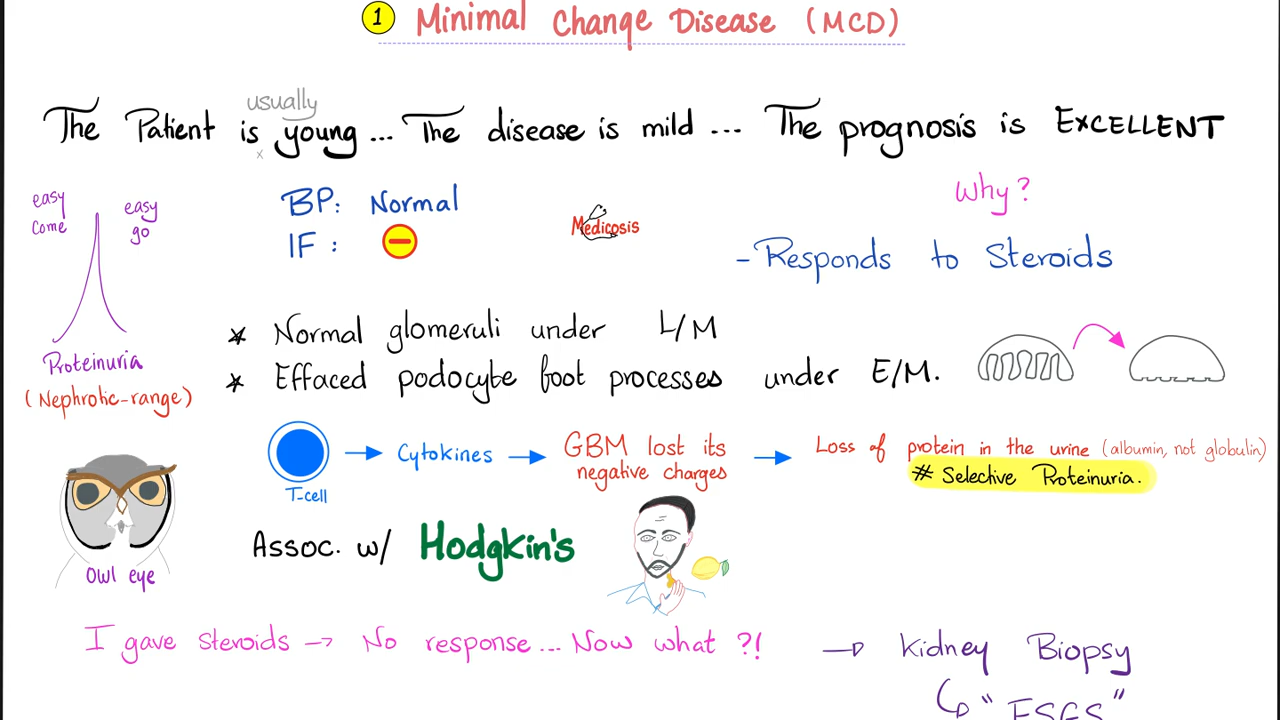 1 Minimal Change Disease (MCD)
usually
The Patient is young... The disease is mild... The prognosis is EXCELLENT
x
easy come
easy go
BP: Normal
IF: −
Medicosis
Why?
- Responds to Steroids
Proteinuria
(Nephrotic-range)
* Normal glomeruli under L/M
* Effaced podocyte foot processes under E/M.
T-cell
Cytokines
GBM lost its
negative charges
Loss of protein in the urine (albumin, not globulin)
# Selective Proteinuria.
Owl eye
Assoc. w/ Hodgkin's
I gave steroids → No response... Now what ?!
→ Kidney Biopsy
↳ "FSGS"